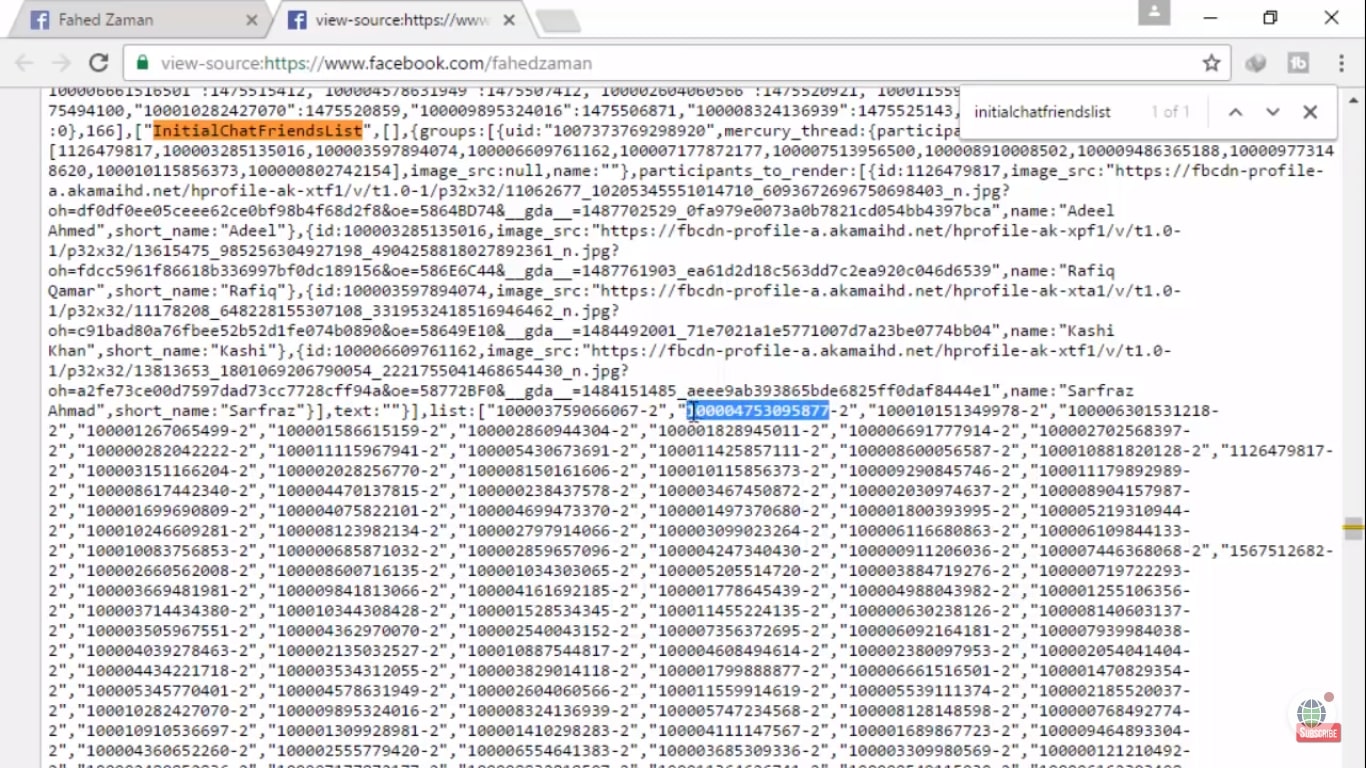 Fahed Zaman
view-source:https://www
view-source:https://www.facebook.com/fahedzaman
initialchatfriendslist
1 of 1
100006661516501 :1475515412, 100004578631949 :1475507412, 100002604060566 :1475520921,
75494100,"100010282427070":1475520859,"100009895324016":1475506871,"100008324136939":1475525143,
:0},166],["InitialChatFriendsList",[],{groups:[{uid:"1007373769298920",mercury_thread:{participa
[1126479817,100003285135016,100003597894074,100006609761162,100007177872177,100007513956500,100008910008502,100009486365188,100009773148
8620,100010115856373,100000802742154],image_src:null,name:""},participants_to_render:[{id:1126479817,image_src:"https://fbcdn-profile-
a.akamaihd.net/hprofile-ak-xtf1/v/t1.0-1/p32x32/11062677_10205345551014710_6093672696750698403_n.jpg?
oh=df0df0ee05ceee62ce0bf98b4f68d2f8&oe=5864BD74&__gda__=1487702529_0fa979e0073a0b7821cd054bb4397bca",name:"Adeel
Ahmed",short_name:"Adeel"},{id:100003285135016,image_src:"https://fbcdn-profile-a.akamaihd.net/hprofile-ak-xpf1/v/t1.0-
1/p32x32/13615475_985256304927198_4904258818027892361_n.jpg?
oh=fdcc5961f86618b336997bf0dc189156&oe=586E6C44&__gda__=1487761903_ea61d2d18c563dd7c2ea920c046d6539",name:"Rafiq
Qamar",short_name:"Rafiq"},{id:100003597894074,image_src:"https://fbcdn-profile-a.akamaihd.net/hprofile-ak-xta1/v/t1.0-
1/p32x32/11178208_648228155307108_3319532418516946462_n.jpg?
oh=c91bad80a76fbee52b52d1fe074b0890&oe=58649E10&__gda__=1484492001_71e7021a1e5771007d7a23be0774bb04",name:"Kashi
Khan",short_name:"Kashi"},{id:100006609761162,image_src:"https://fbcdn-profile-a.akamaihd.net/hprofile-ak-xtf1/v/t1.0-
1/p32x32/13813653_1801069206790054_2221755041468654430_n.jpg?
oh=a2fe73ce00d7597dad73cc7728cff94a&oe=58772BF0&__gda__=1484151485_aeee9ab393865bde6825ff0daf8444e1",name:"Sarfraz
Ahmad",short_name:"Sarfraz"}],text:""}],list:["100003759066067-2","100004753095877-2","100010151349978-2","100006301531218-
2","100001267065499-2","100001586615159-2","100002860944304-2","100001828945011-2","100006691777914-2","100002702568397-
2","100000282042222-2","100011115967941-2","100005430673691-2","100011425857111-2","100008600056587-2","100010881820128-2","1126479817-
2","100003151166204-2","100002028256770-2","100008150161606-2","100010115856373-2","100009290845746-2","100011179892989-
2","100008617442340-2","100004470137815-2","100000238437578-2","100003467450872-2","100002030974637-2","100008904157987-
2","100001699690809-2","100004075822101-2","100004699473370-2","100001497370680-2","100001800393995-2","100005219310944-
2","100010246609281-2","100008123982134-2","100002797914066-2","100003099023264-2","100006116680863-2","100006109844133-
2","100010083756853-2","100000685871032-2","100002859657096-2","100004247340430-2","100000911206036-2","100007446368068-2","1567512682-
2","100002660562008-2","100008600716135-2","100001034303065-2","100005205514720-2","100003884719276-2","100000719722293-
2","100003669481981-2","100009841813066-2","100004161692185-2","100001778645439-2","100004988043982-2","100001255106356-
2","100003714434380-2","100010344308428-2","100001528534345-2","100011455224135-2","100000630238126-2","100008140603137-
2","100003505967551-2","100004362970070-2","100002540043152-2","100007356372695-2","100006092164181-2","100007939984038-
2","100004039278463-2","100002135032527-2","100010887544817-2","100004608494614-2","100002380097953-2","100002054041404-
2","100004434221718-2","100003534312055-2","100003829014118-2","100001799888877-2","100006661516501-2","100001470829354-
2","100005345770401-2","100004578631949-2","100002604060566-2","100011559914619-2","100005539111374-2","100002185520037-
2","100010282427070-2","100009895324016-2","100008324136939-2","100005747234568-2","100008128148598-2","100000768492774-
2","100010910536697-2","100001309928981-2","100001410298283-2","100004111147567-2","100001689867723-2","100009464893304-
2","100004360652260-2","100002555779420-2","100006554641383-2","100003685309336-2","100003309980569-2","100000121210492-
SUBSCRIBE